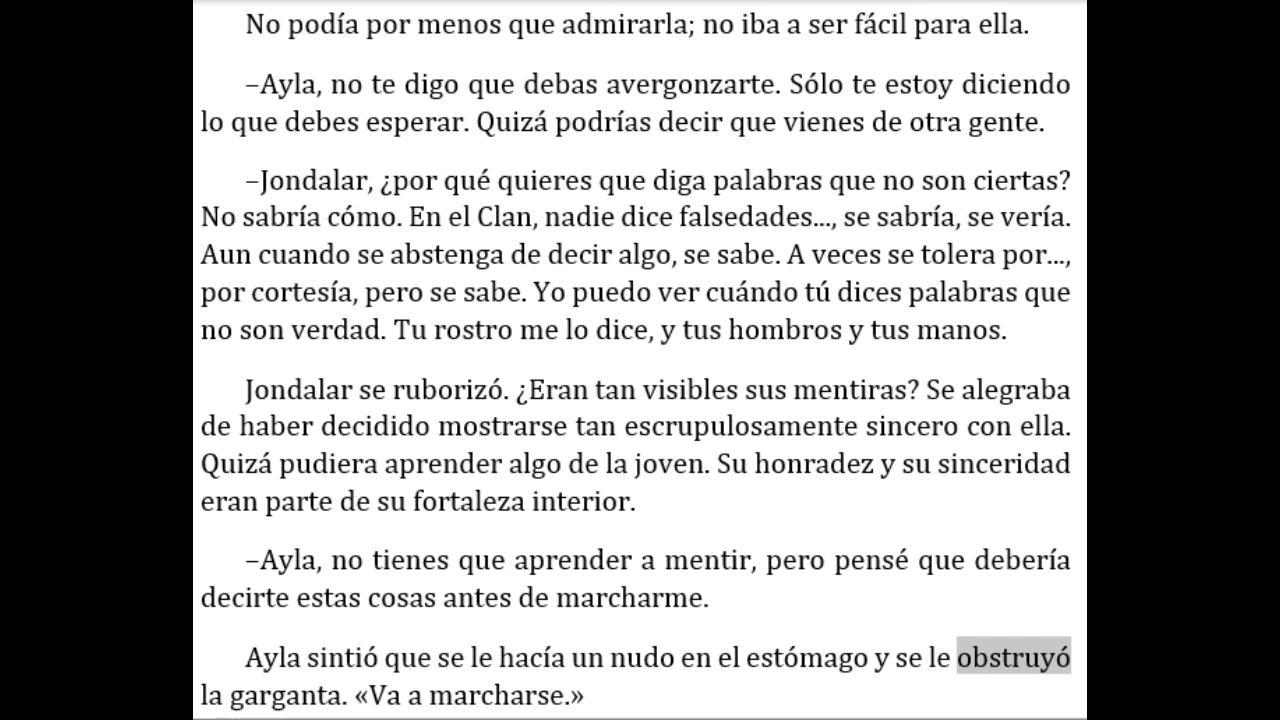 No podía por menos que admirarla; no iba a ser fácil para ella.
–Ayla, no te digo que debas avergonzarte. Sólo te estoy diciendo
lo que debes esperar. Quizá podrías decir que vienes de otra gente.
–Jondalar, ¿por qué quieres que diga palabras que no son ciertas?
No sabría cómo. En el Clan, nadie dice falsedades..., se sabría, se vería.
Aun cuando se abstenga de decir algo, se sabe. A veces se tolera por...,
por cortesía, pero se sabe. Yo puedo ver cuándo tú dices palabras que
no son verdad. Tu rostro me lo dice, y tus hombros y tus manos.
Jondalar se ruborizó. ¿Eran tan visibles sus mentiras? Se alegraba
de haber decidido mostrarse tan escrupulosamente sincero con ella.
Quizá pudiera aprender algo de la joven. Su honradez y su sinceridad
eran parte de su fortaleza interior.
–Ayla, no tienes que aprender a mentir, pero pensé que debería
decirte estas cosas antes de marcharme.
Ayla sintió que se le hacía un nudo en el estómago y se le obstruyó
la garganta. «Va a marcharse.»